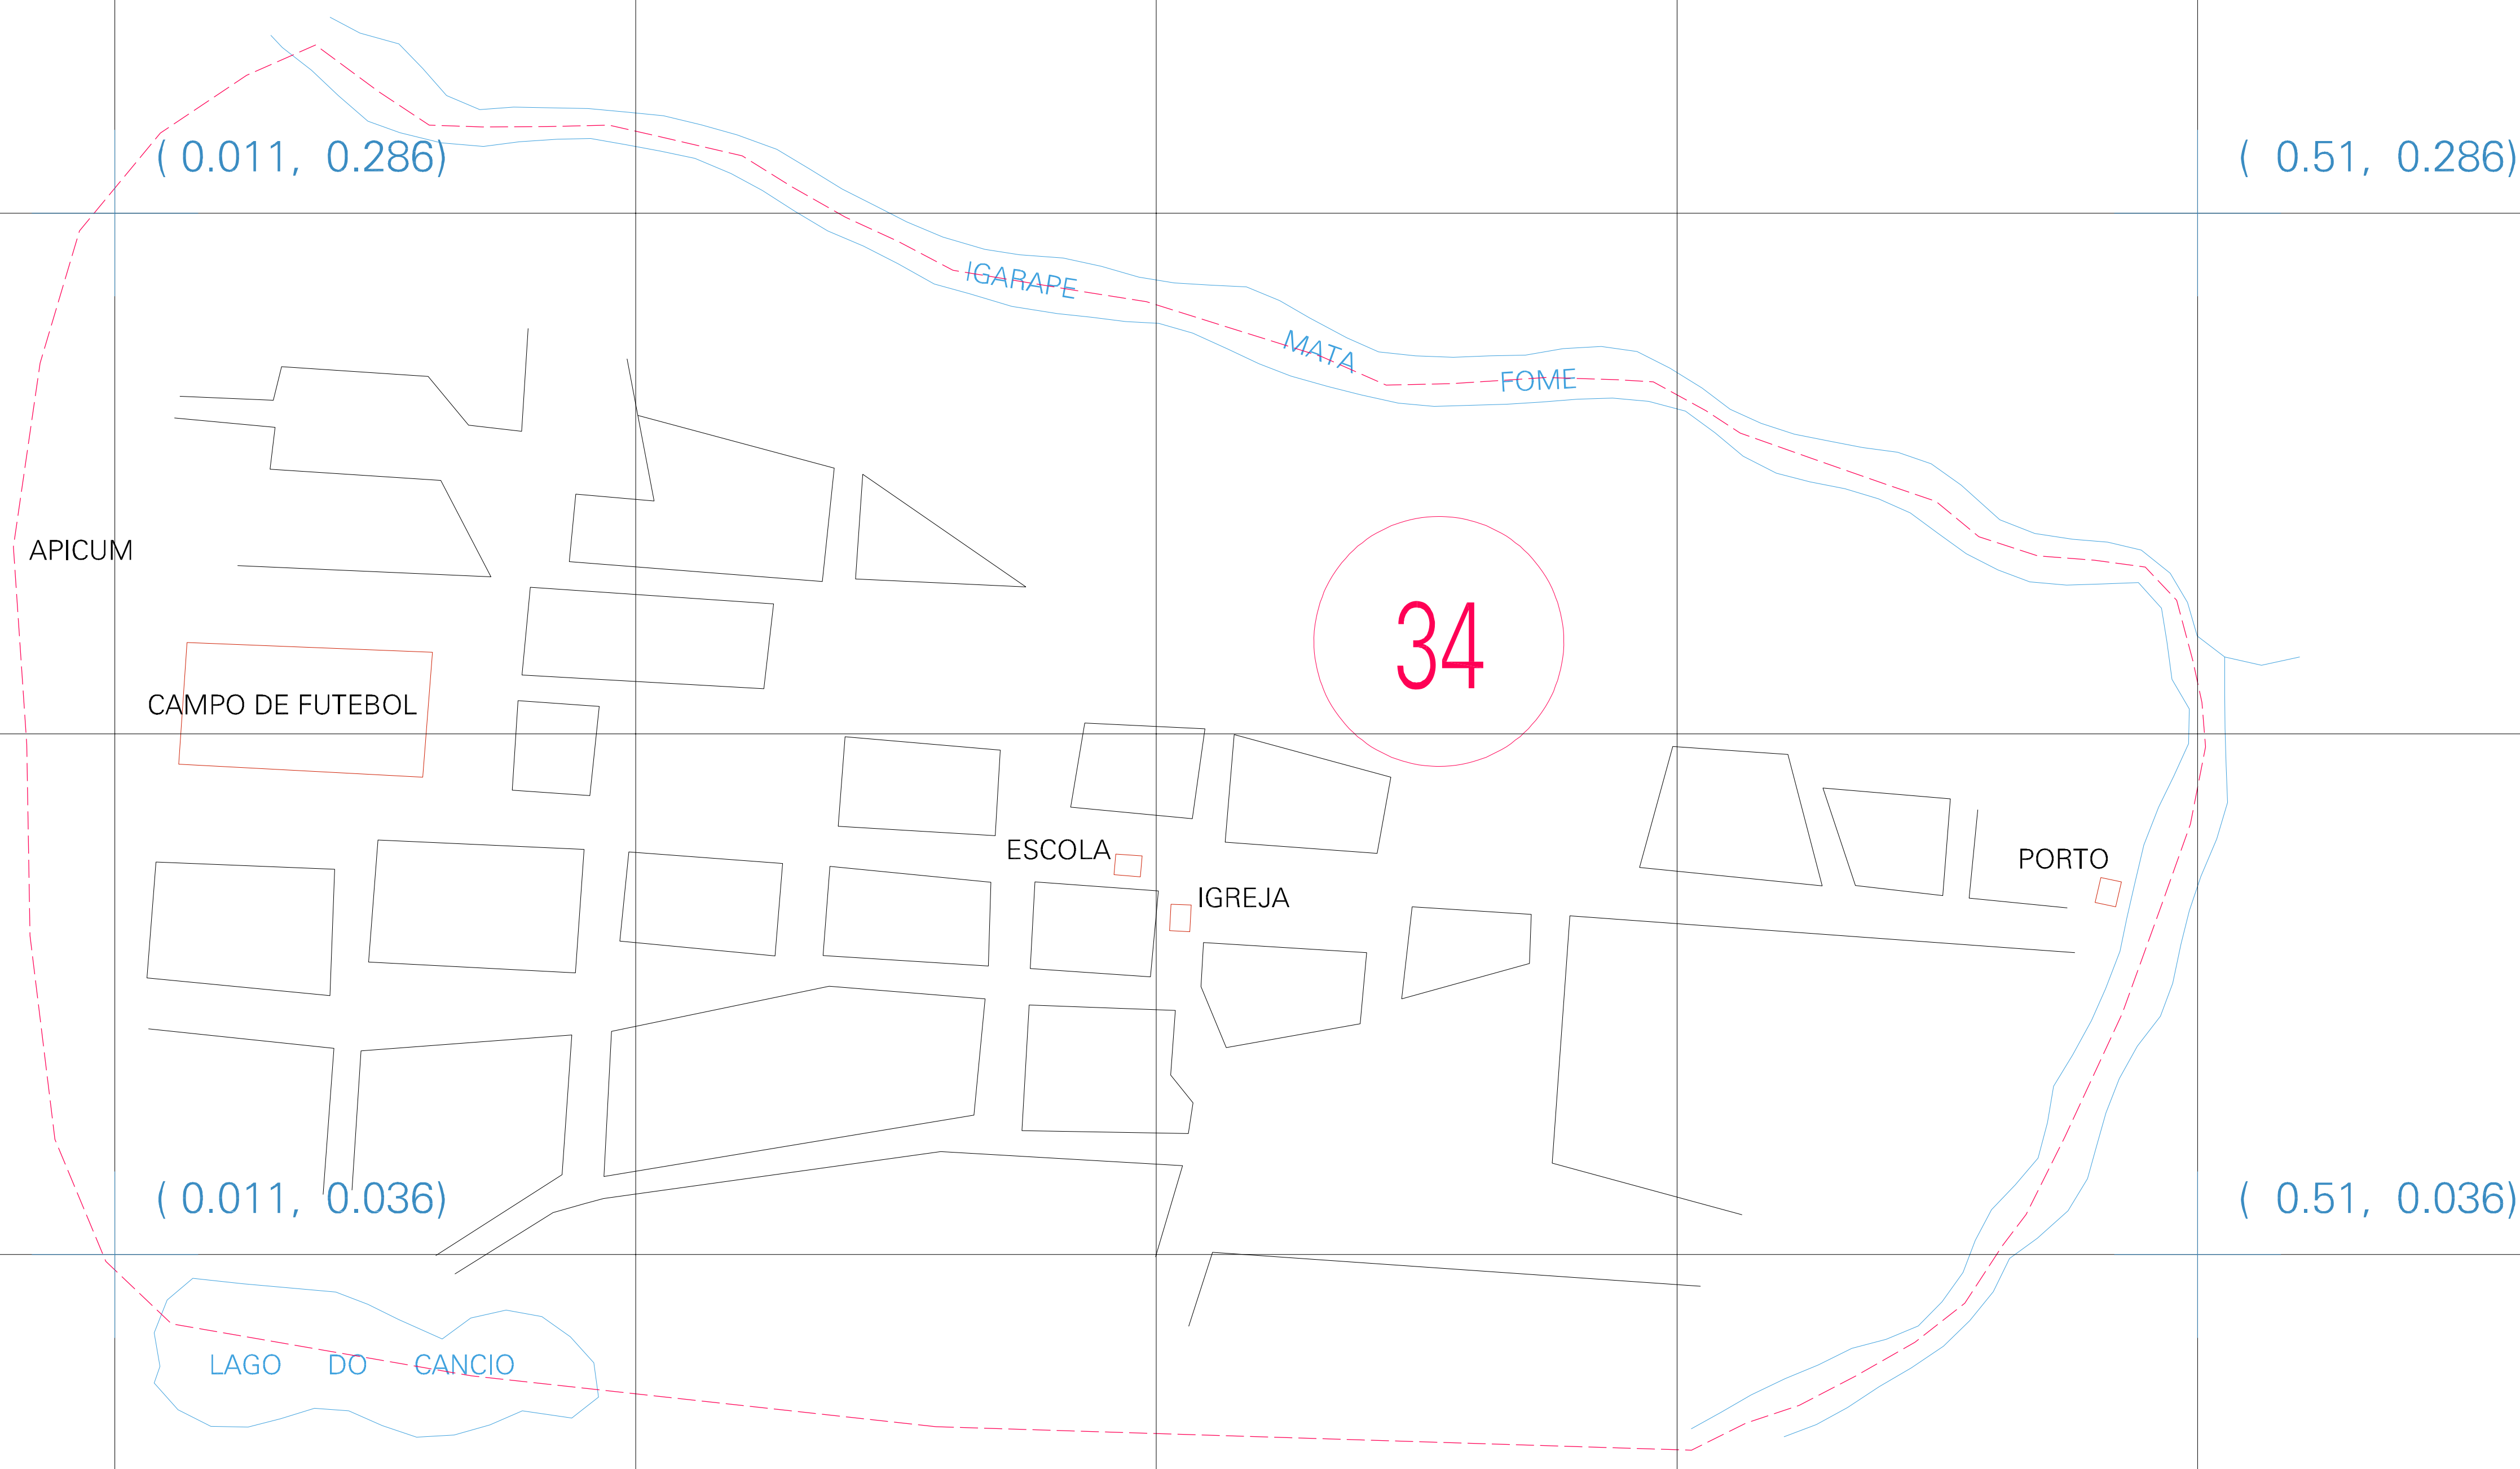 ( 0.011, 0.286)
( 0.51, 0.286)
IGARAPE
MATA
FOME
APICUM
34
CAMPO DE FUTEBOL
ESCOLA
PORTO
IGREJA
( 0.011, 0.036)
( 0.51, 0.036)
LAGO DO CANCIO